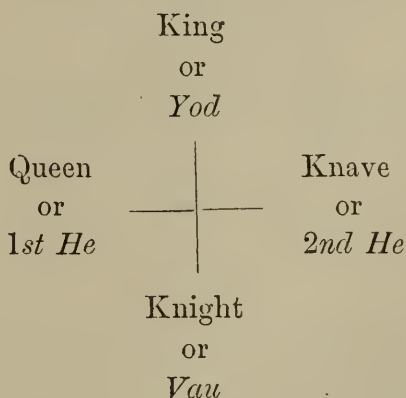 King
or
Yod
Queen
or
1st He
Knave
or
2nd He
Knight
or
Vau